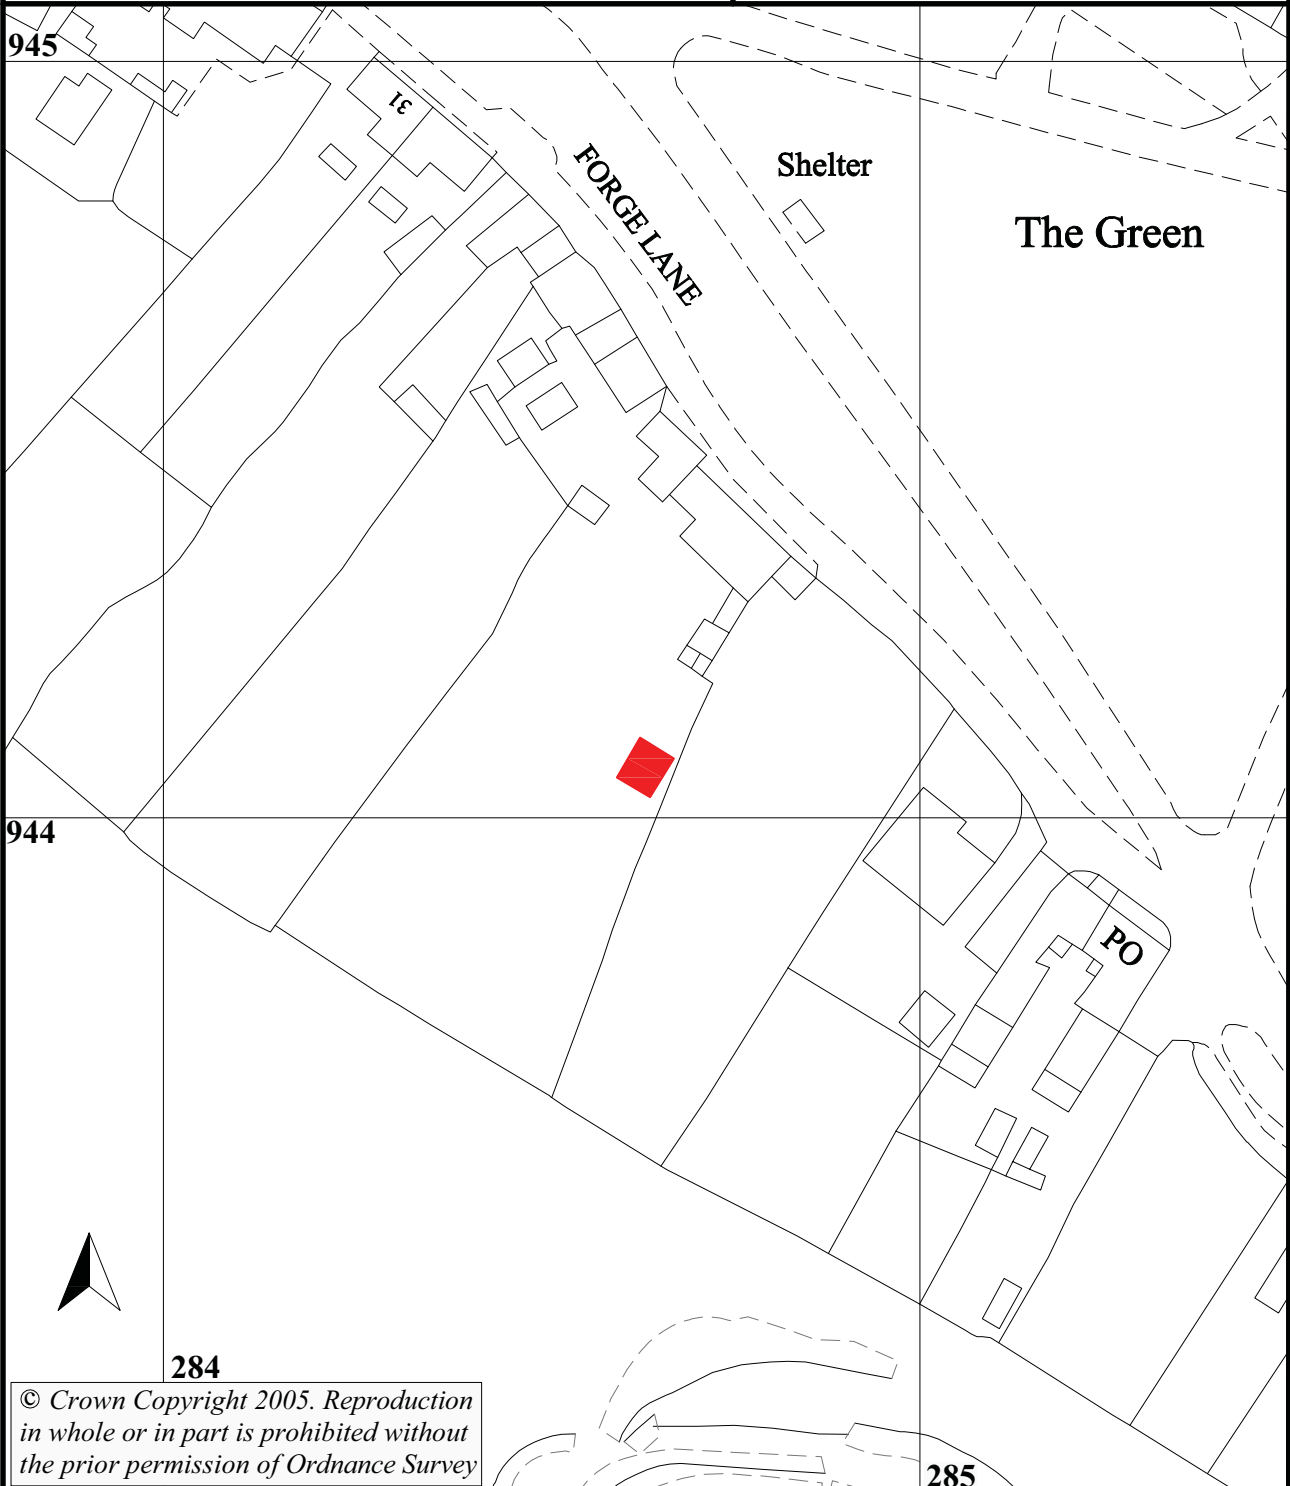 945
31
FORGE LANE
Shelter
The Green
944
PO
284
© Crown Copyright 2005. Reproduction
in whole or in part is prohibited without
the prior permission of Ordnance Survey
285